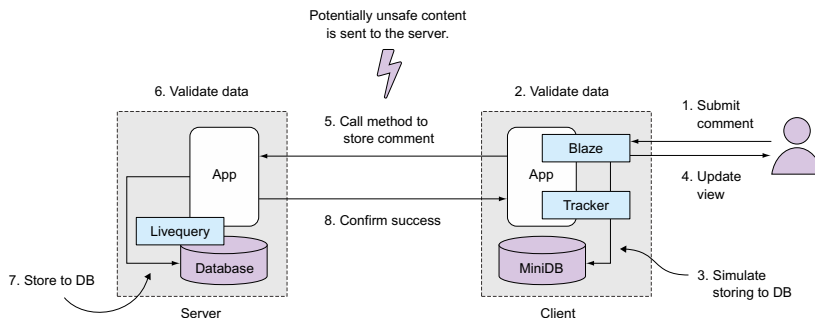 Potentially unsafe content
is sent to the server.
6. Validate data
2. Validate data
5. Call method to
store comment
1. Submit
comment
Blaze
App
App
4. Update
view
Tracker
8. Confirm success
Livequery
Database
MiniDB
7. Store to DB
3. Simulate
storing to DB
Server
Client